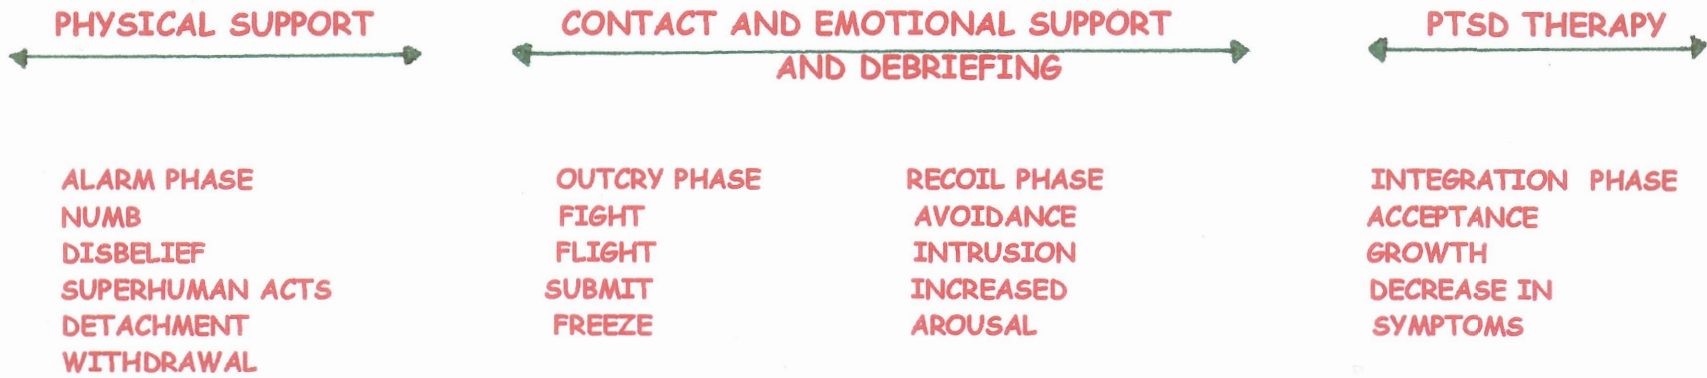 PHYSICAL SUPPORT
CONTACT AND EMOTIONAL SUPPORT
AND DEBRIEFING
PTSD THERAPY
ALARM PHASE
NUMB
DISBELIEF
SUPERHUMAN ACTS
DETACHMENT
WITHDRAWAL
OUTCRY PHASE
FIGHT
FLIGHT
SUBMIT
FREEZE
RECOIL PHASE
AVOIDANCE
INTRUSION
INCREASED
AROUSAL
INTEGRATION PHASE
ACCEPTANCE
GROWTH
DECREASE IN
SYMPTOMS